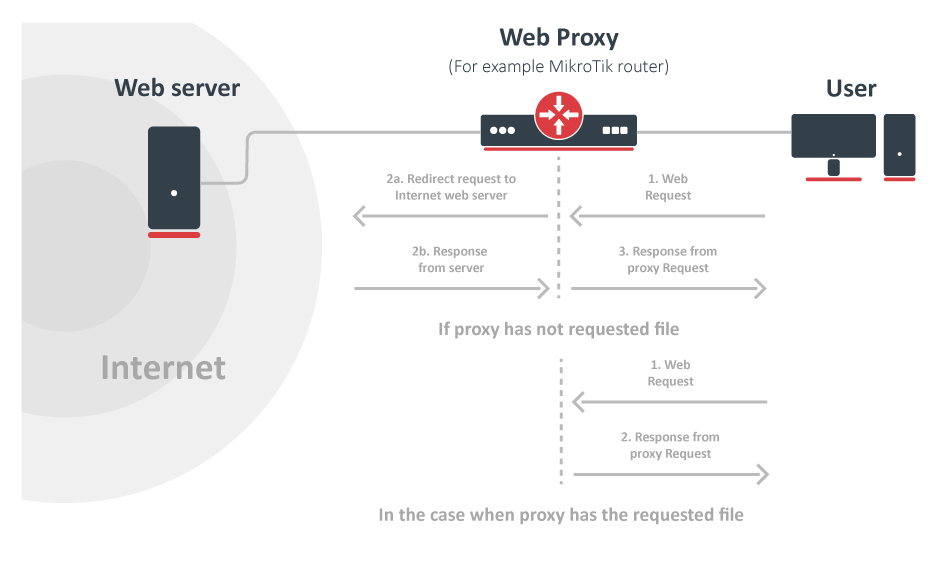 Web Proxy
(For example MikroTik router)
Web server
User
2a. Redirect request to
Internet web server
1. Web
Request
2b. Response
from server
3. Response from
proxy Request
If proxy has not requested file
Internet
1. Web
Request
2. Response from
proxy Request
In the case when proxy has the requested file